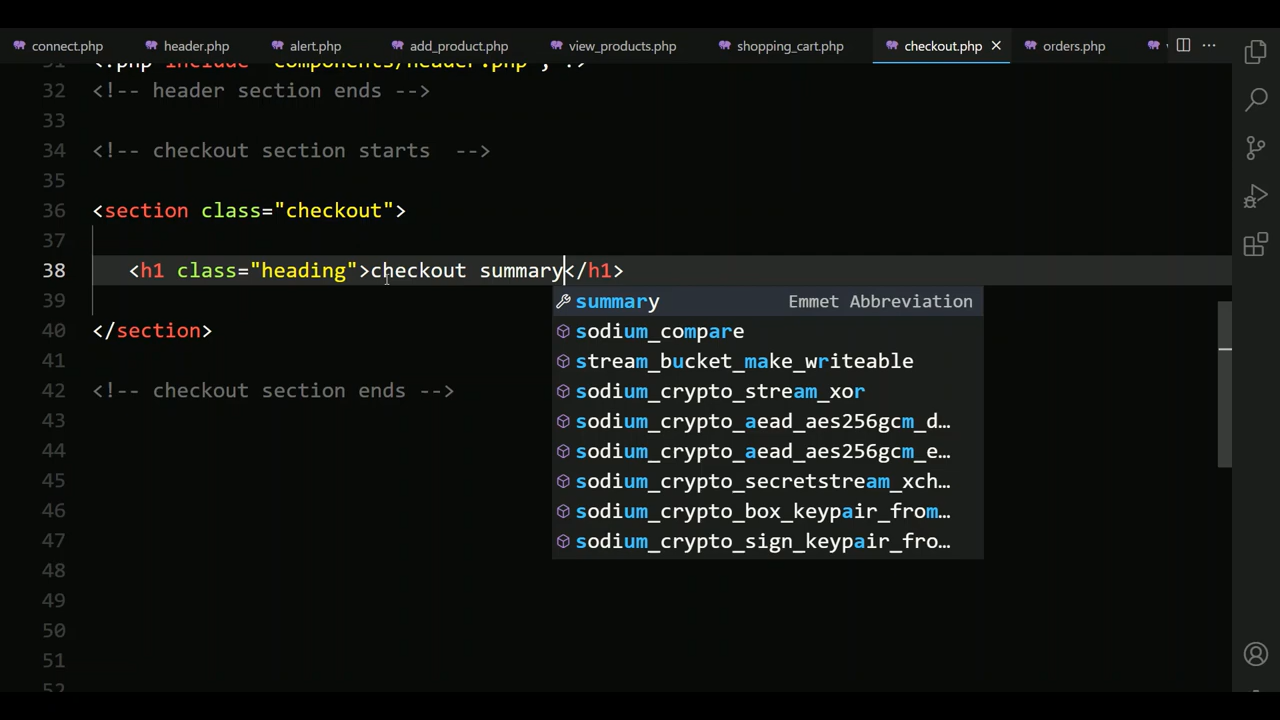 connect.php header.php alert.php add_product.php view_products.php shopping_cart.php checkout.php × orders.php ···
32 <!-- header section ends -->
33
34 <!-- checkout section starts  -->
35
36 <section class="checkout">
37
38 <h1 class="heading">checkout summary</h1>
39
summary Emmet Abbreviation
40 </section>
sodium_compare
41
stream_bucket_make_writeable
42 <!-- checkout section ends -->
sodium_crypto_stream_xor
43
sodium_crypto_aead_aes256gcm_d…
44
sodium_crypto_aead_aes256gcm_e…
45
sodium_crypto_secretstream_xch…
46
sodium_crypto_box_keypair_from…
47
sodium_crypto_sign_keypair_fro…
48
49
50
51